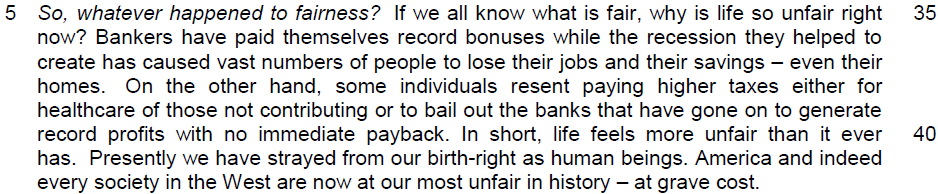 5 So, whatever happened to fairness? If we all know what is fair, why is life so unfair right 35
now? Bankers have paid themselves record bonuses while the recession they helped to
create has caused vast numbers of people to lose their jobs and their savings – even their
homes. On the other hand, some individuals resent paying higher taxes either for
healthcare of those not contributing or to bail out the banks that have gone on to generate
record profits with no immediate payback. In short, life feels more unfair than it ever 40
has. Presently we have strayed from our birth-right as human beings. America and indeed
every society in the West are now at our most unfair in history – at grave cost.